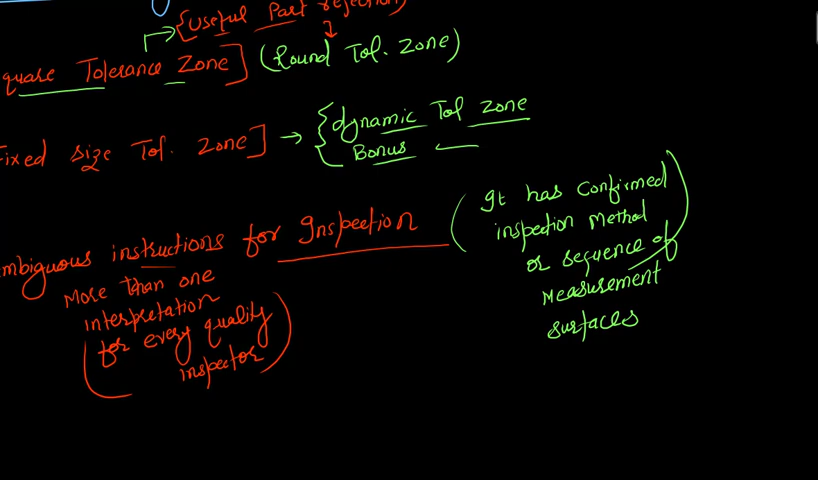 {Useful Part rejection)
quare Tolerance Zone] (Round Tol. Zone)
Fixed size Tol. Zone] → {dynamic Tol zone
Bonus
mbiguous instructions for Inspection
More than one
interpretation
for every quality
inspector
(It has confirmed
inspection Method
or sequence of
Measurement
surfaces